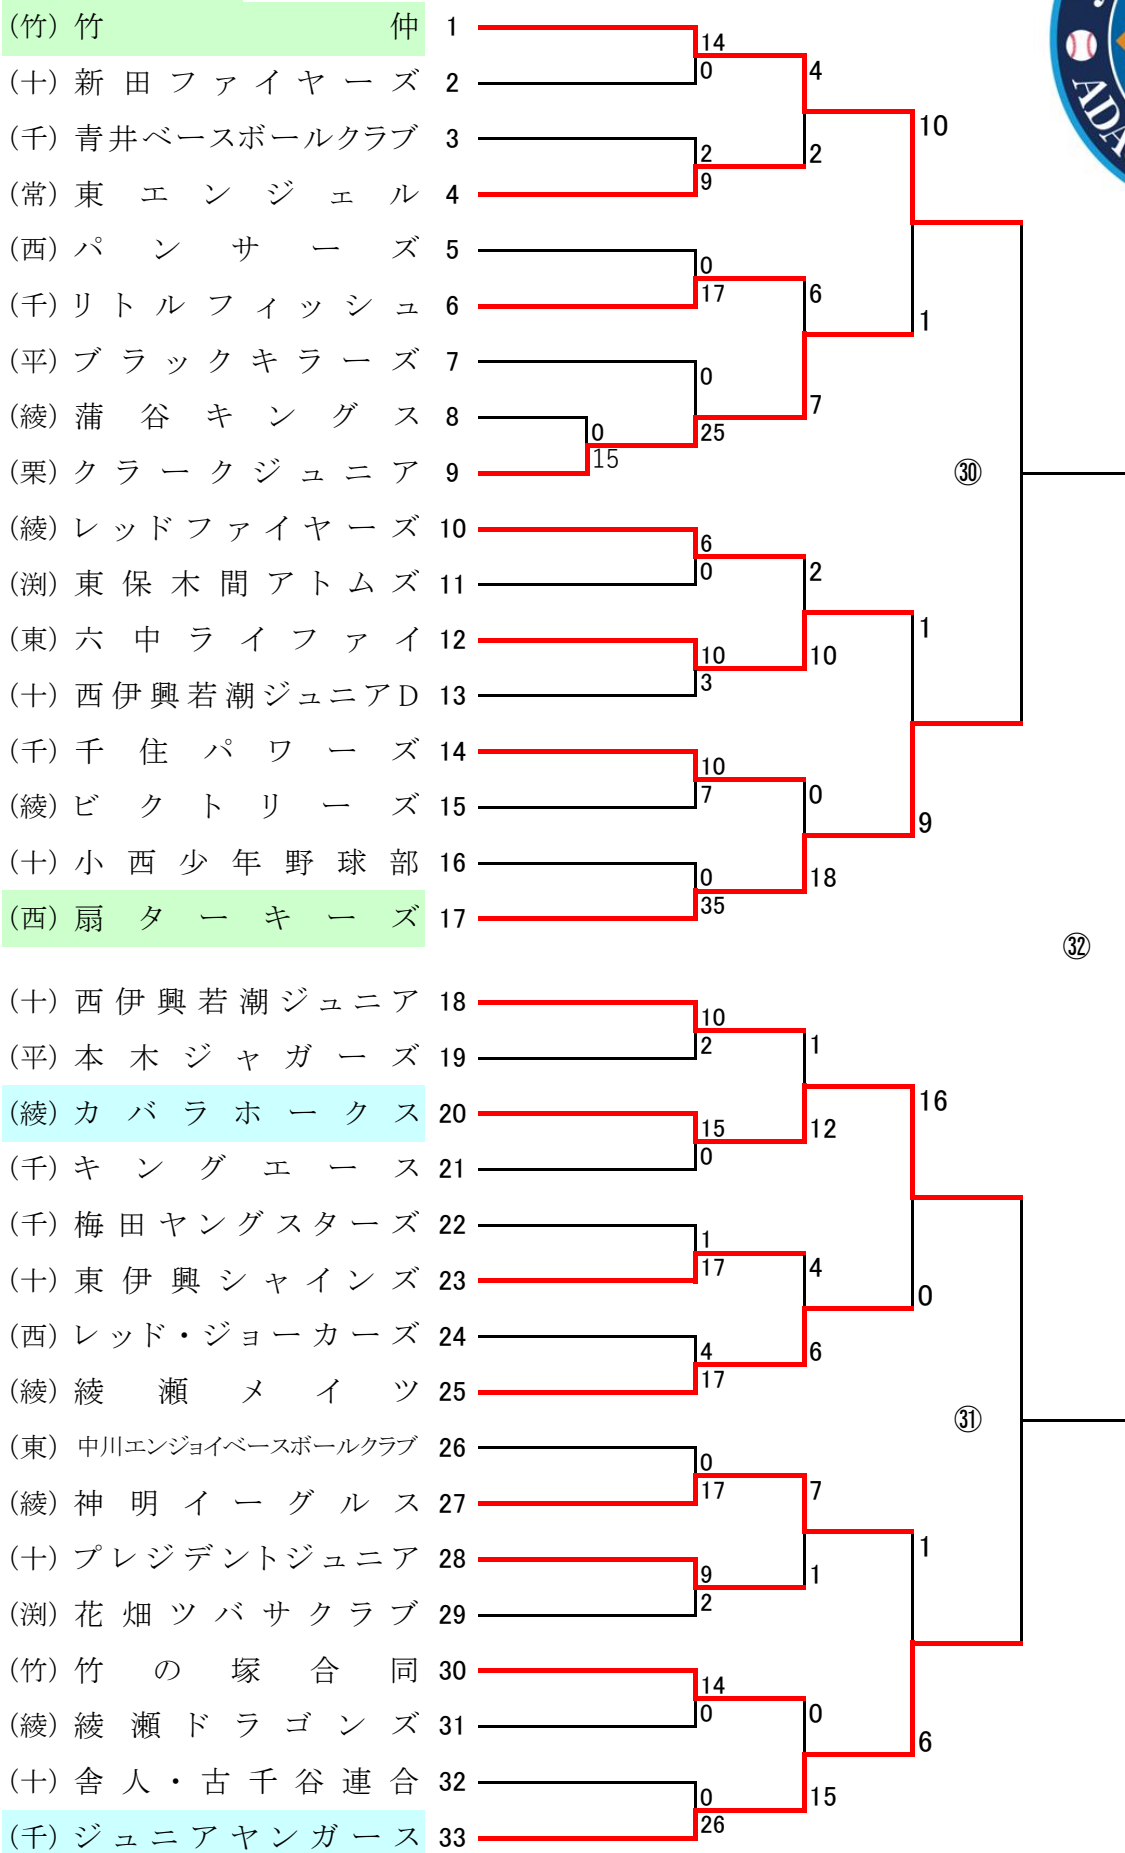 (竹) 竹仲 1
14
(十) 新田ファイヤーズ 2
0
4
(千) 青井ベースボールクラブ 3
2
2
10
(常) 東エンジェル 4
9
(西) パンサーズ 5
0
(千) リトルフィッシュ 6
17
6
1
(平) ブラックキラーズ 7
0
(綾) 蒲谷キングス 8
0
25
7
(栗) クラークジュニア 9
15
㉚
(綾) レッドファイヤーズ 10
6
(渕) 東保木間アトムズ 11
0
2
(東) 六中ライファイ 12
10
10
1
(十) 西伊興若潮ジュニアD 13
3
(千) 千住パワーズ 14
10
(綾) ビクトリーズ 15
7
0
9
(十) 小西少年野球部 16
0
18
(西) 扇ターキーズ 17
35
㉜
(十) 西伊興若潮ジュニア 18
10
(平) 本木ジャガーズ 19
2
1
(綾) カバラホークス 20
15
12
16
(千) キングエース 21
0
(千) 梅田ヤングスターズ 22
1
(十) 東伊興シャインズ 23
17
4
0
(西) レッド・ジョーカーズ 24
4
6
(綾) 綾瀬メイツ 25
17
㉛
(東) 中川エンジョイベースボールクラブ 26
0
(綾) 神明イーグルス 27
17
7
(十) プレジデントジュニア 28
9
1
1
(渕) 花畑ツバサクラブ 29
2
(竹) 竹の塚合同 30
14
(綾) 綾瀬ドラゴンズ 31
0
0
6
(十) 舎人・古千谷連合 32
0
15
(千) ジュニアヤンガース 33
26
ADA